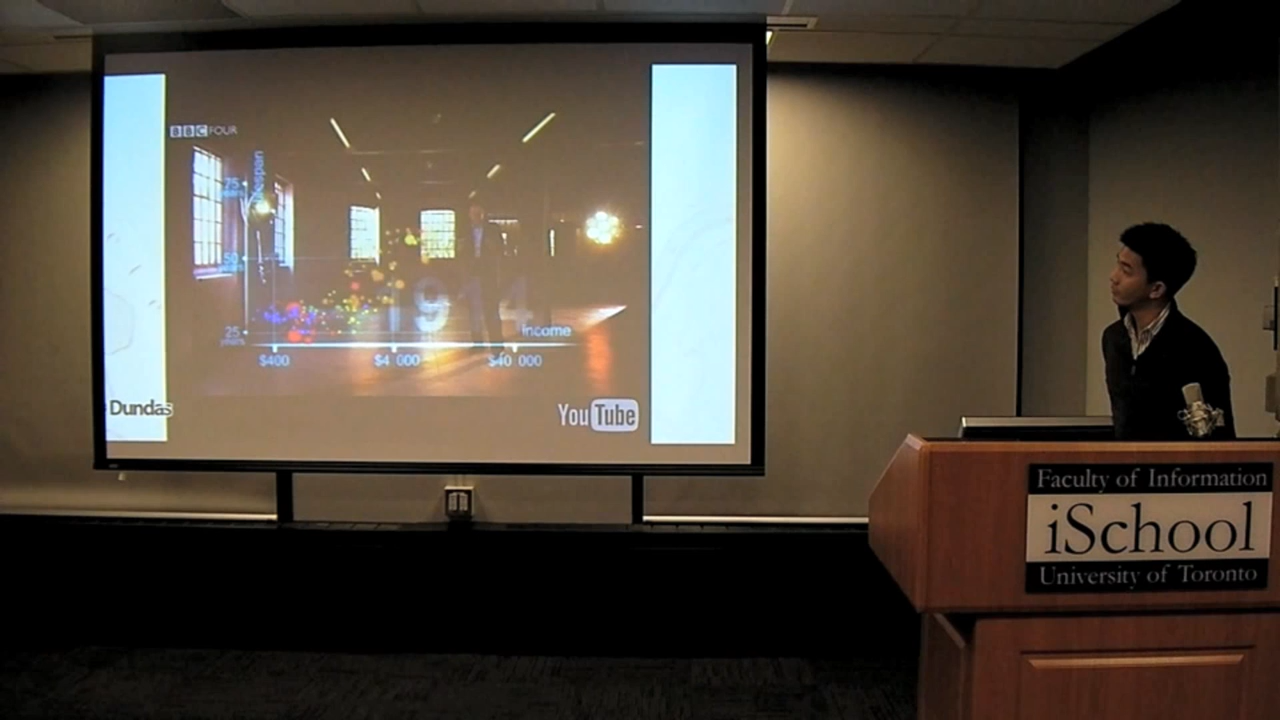 BBC FOUR
lifespan
75
years
50
years
1914
25
years
income
$400
$4 000
$40 000
Dundas
YouTube
Faculty of Information
iSchool
University of Toronto